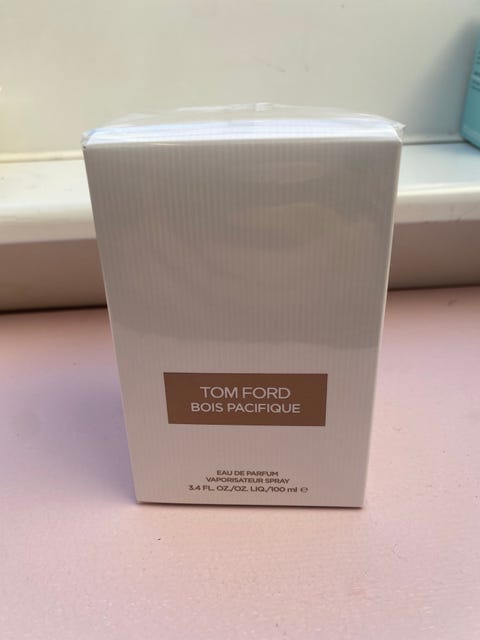 TOM FORD
BOIS PACIFIQUE
EAU DE PARFUM
VAPORISATEUR SPRAY
3.4 FL. OZ./OZ. LIQ./100 ml ℮